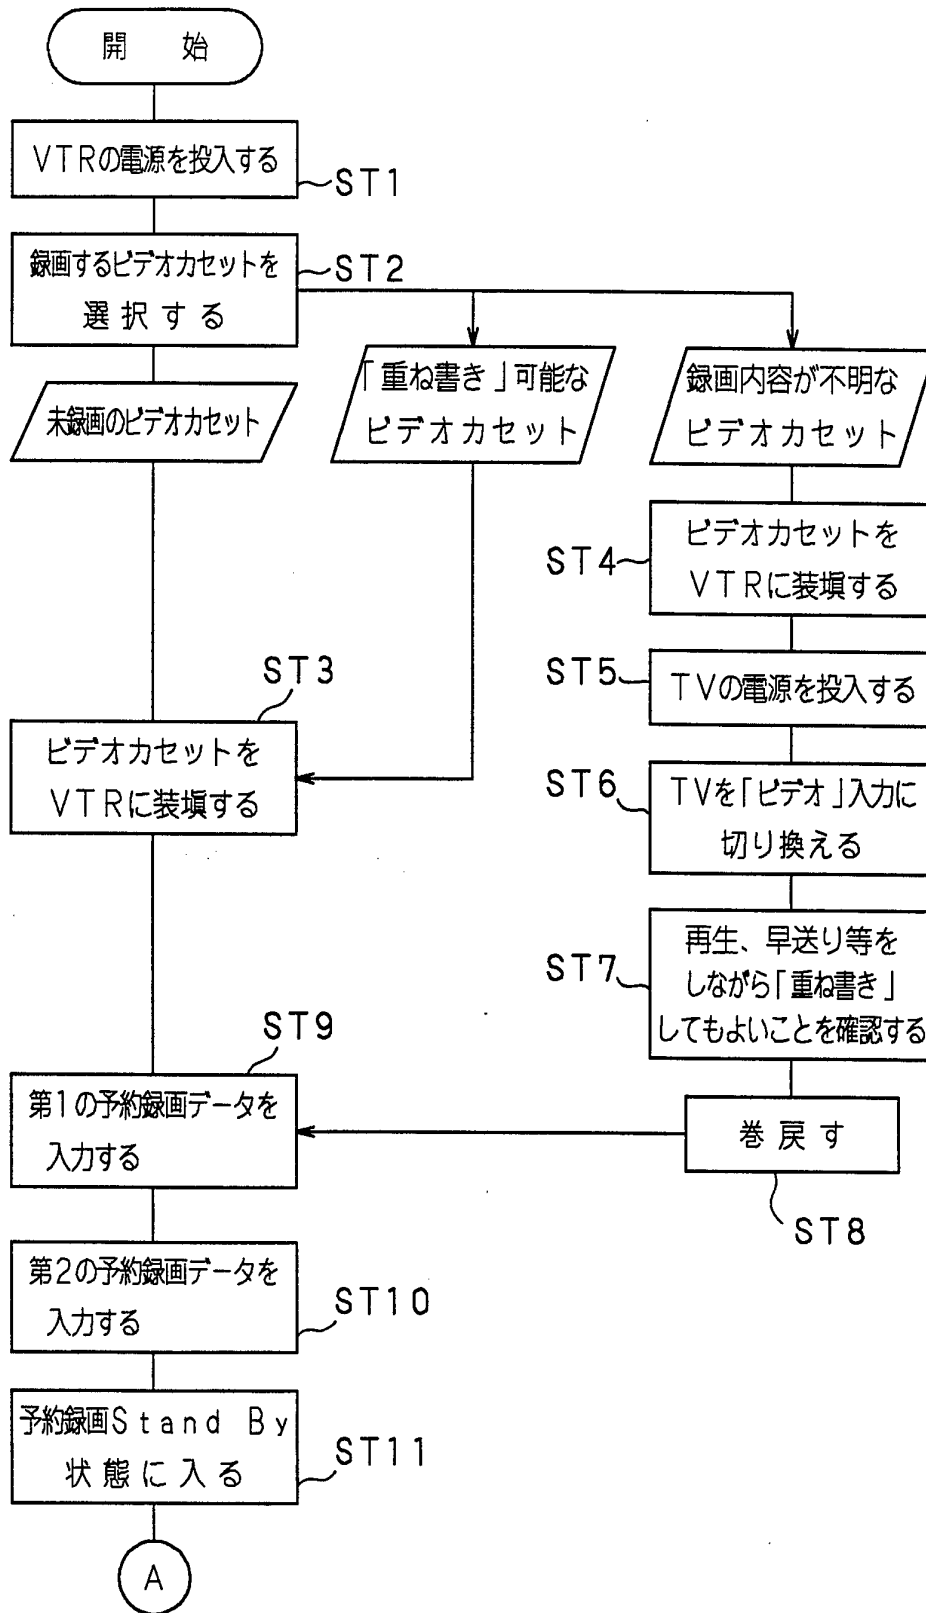 開 始
VTRの電源を投入する
ST1
録画するビデオカセットを
選択する
ST2
未録画のビデオカセット
「重ね書き」可能な
ビデオカセット
録画内容が不明な
ビデオカセット
ST4
ビデオカセットを
VTRに装填する
ST5
TVの電源を投入する
ST3
ビデオカセットを
VTRに装填する
ST6
TVを「ビデオ」入力に
切り換える
ST7
再生、早送り等を
しながら「重ね書き」
してもよいことを確認する
ST9
第1の予約録画データを
入力する
巻戻す
ST8
第2の予約録画データを
入力する
ST10
予約録画Stand By
状態に入る
ST11
A